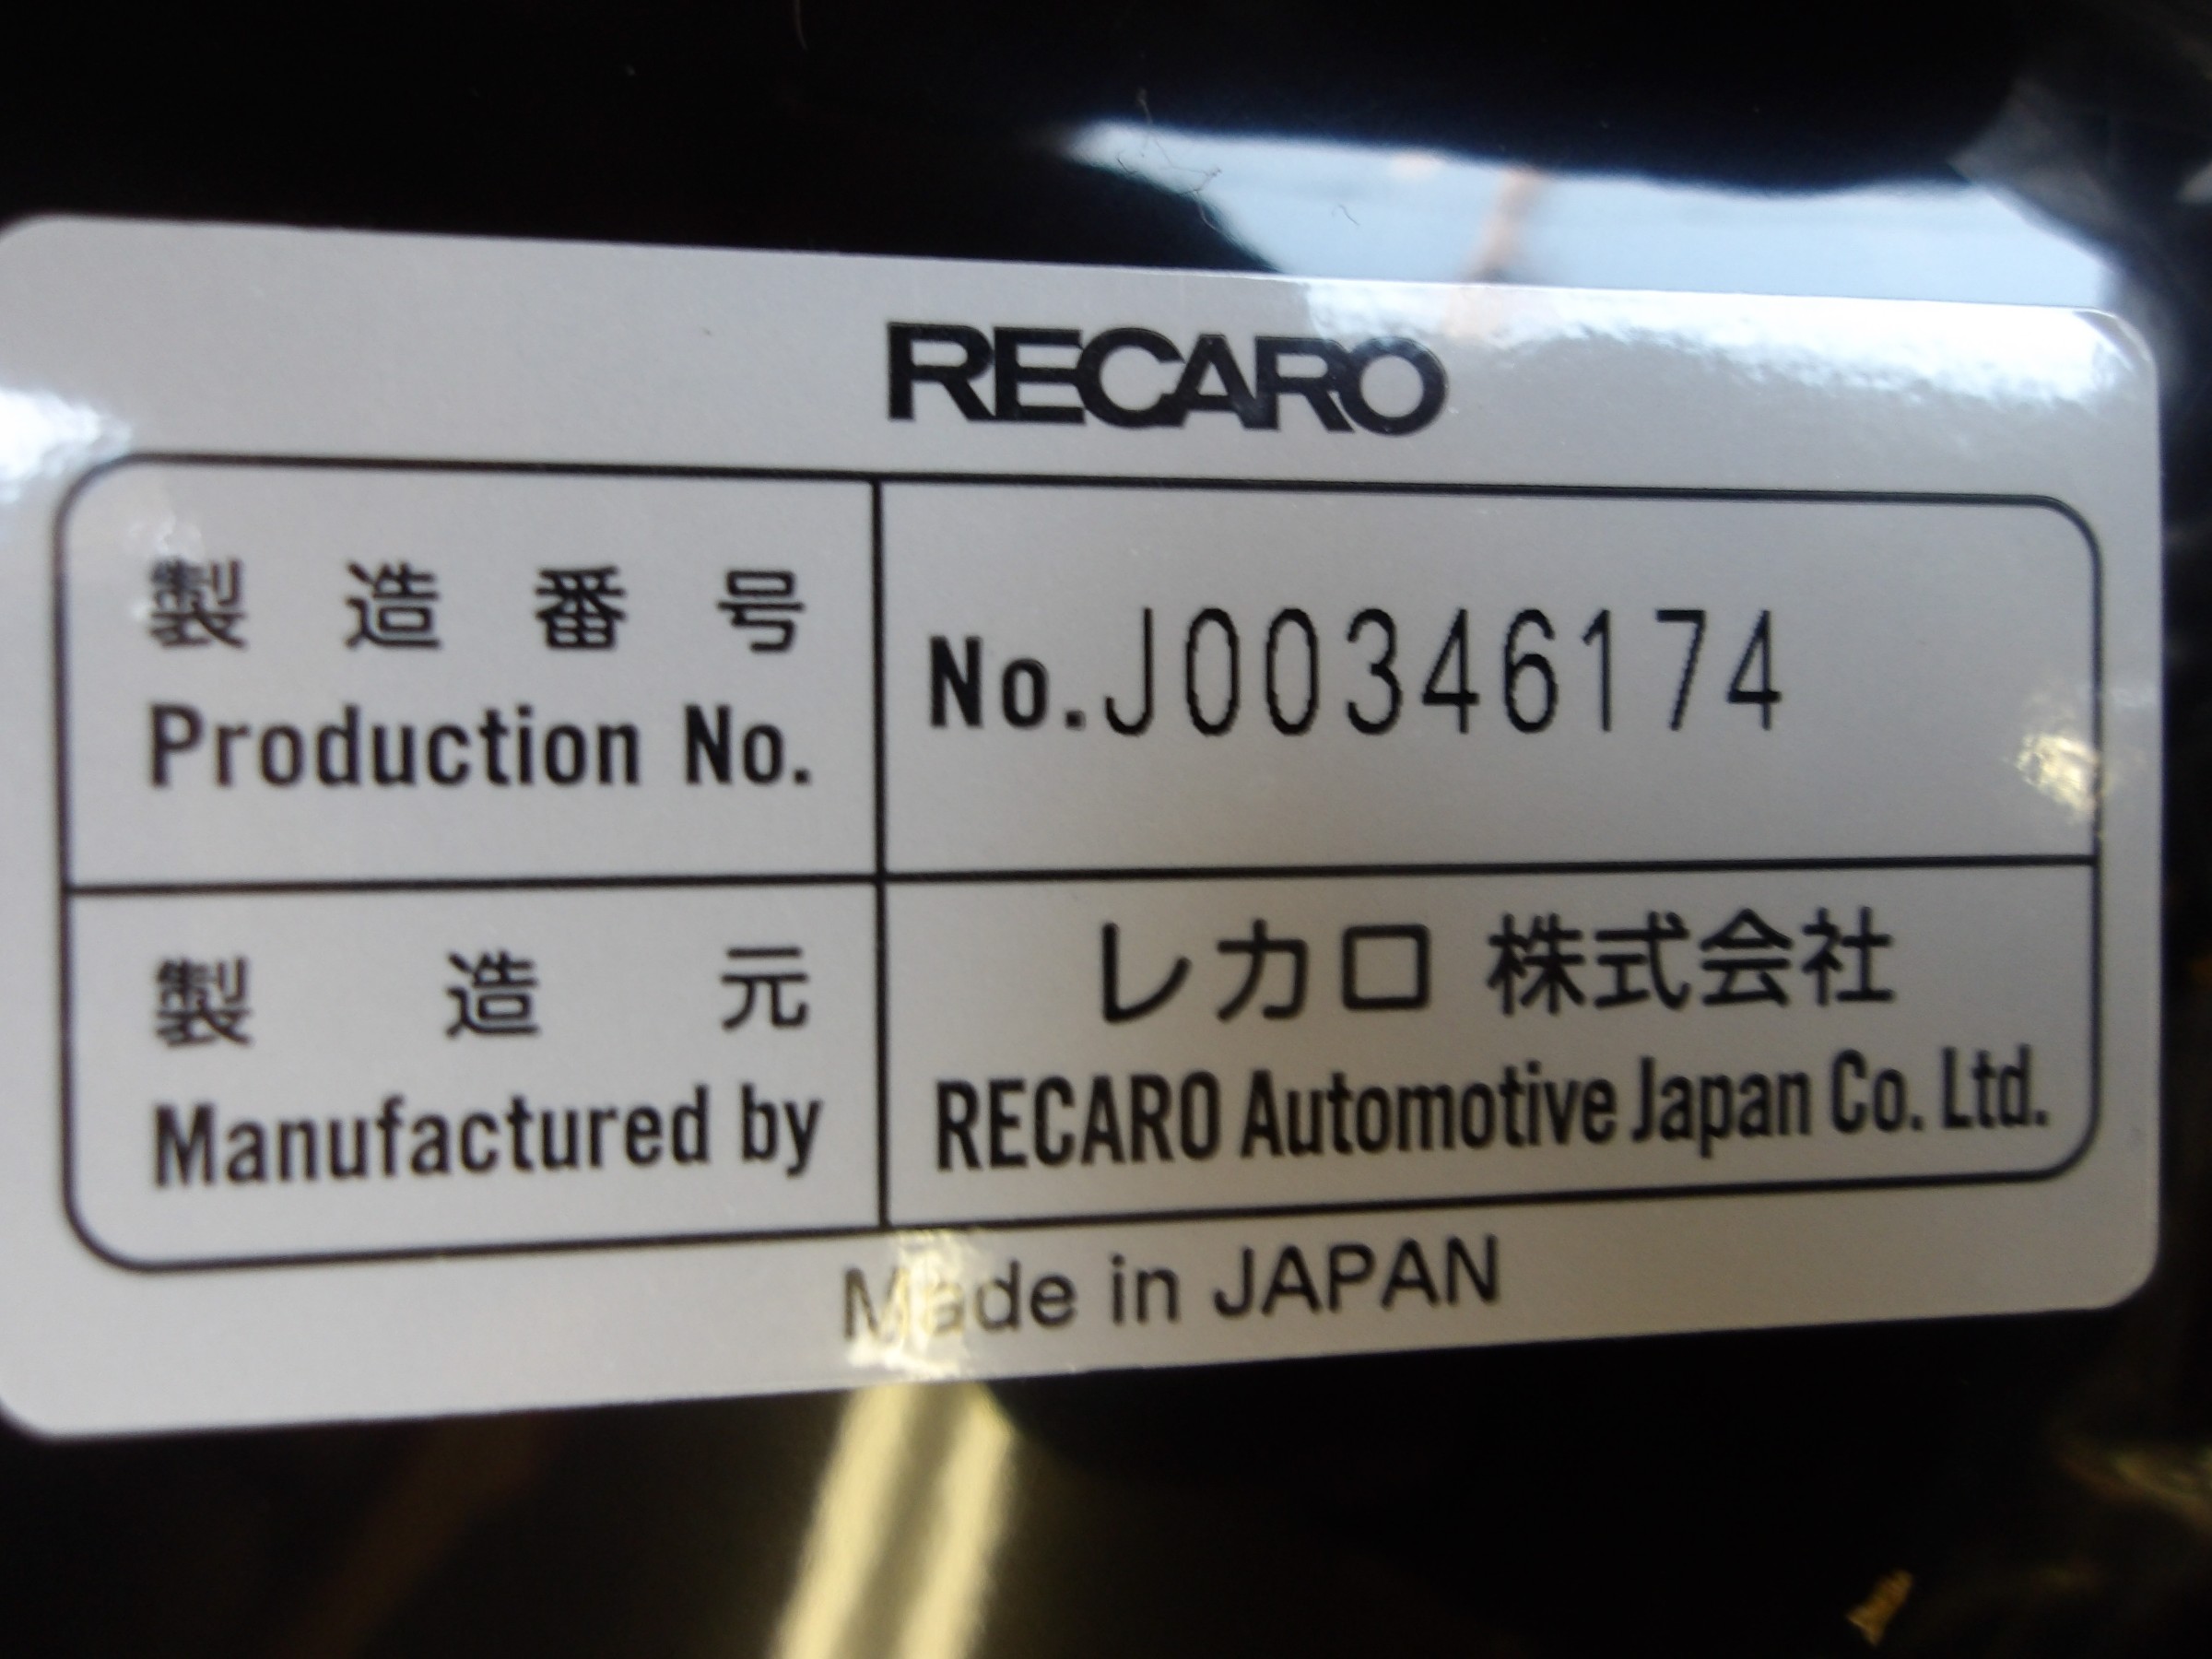 RECARO
製造番号
Production No.
No. J00346174
製造元
Manufactured by
レカロ 株式会社
RECARO Automotive Japan Co. Ltd.
Made in JAPAN